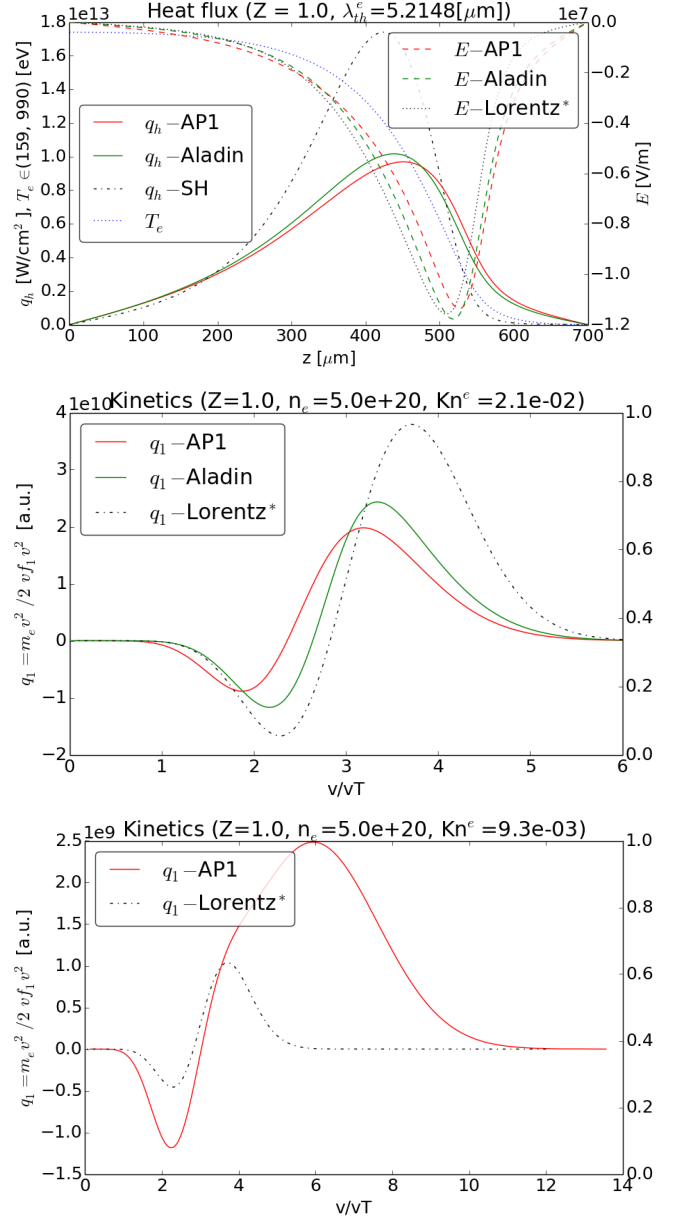 Heat flux (Z = 1.0, λ_th^e=5.2148[μm])
1e7
1.8 1e13
1.6
1.4
1.2
1.0
0.8
0.6
0.4
0.2
0.0
q_h [W/cm²], T_e ∈(159, 990) [eV]
q_h−AP1
q_h−Aladin
q_h−SH
T_e
E−AP1
E−Aladin
E−Lorentz*
0.0
−0.2
−0.4
−0.6
−0.8
−1.0
−1.2
E [V/m]
0 100 200 300 400 500 600 700
z [μm]
1e10 Kinetics (Z=1.0, n_e=5.0e+20, Kn^e =2.1e-02)
4
3
2
1
0
−1
−2
q_1 =m_e v² /2 vf_1 v² [a.u.]
q_1−AP1
q_1−Aladin
q_1−Lorentz*
1.0
0.8
0.6
0.4
0.2
0.0
0 1 2 3 4 5 6
v/vT
1e9 Kinetics (Z=1.0, n_e=5.0e+20, Kn^e =9.3e-03)
2.5
2.0
1.5
1.0
0.5
0.0
−0.5
−1.0
−1.5
q_1 =m_e v² /2 vf_1 v² [a.u.]
q_1−AP1
q_1−Lorentz*
1.0
0.8
0.6
0.4
0.2
0.0
0 2 4 6 8 10 12 14
v/vT